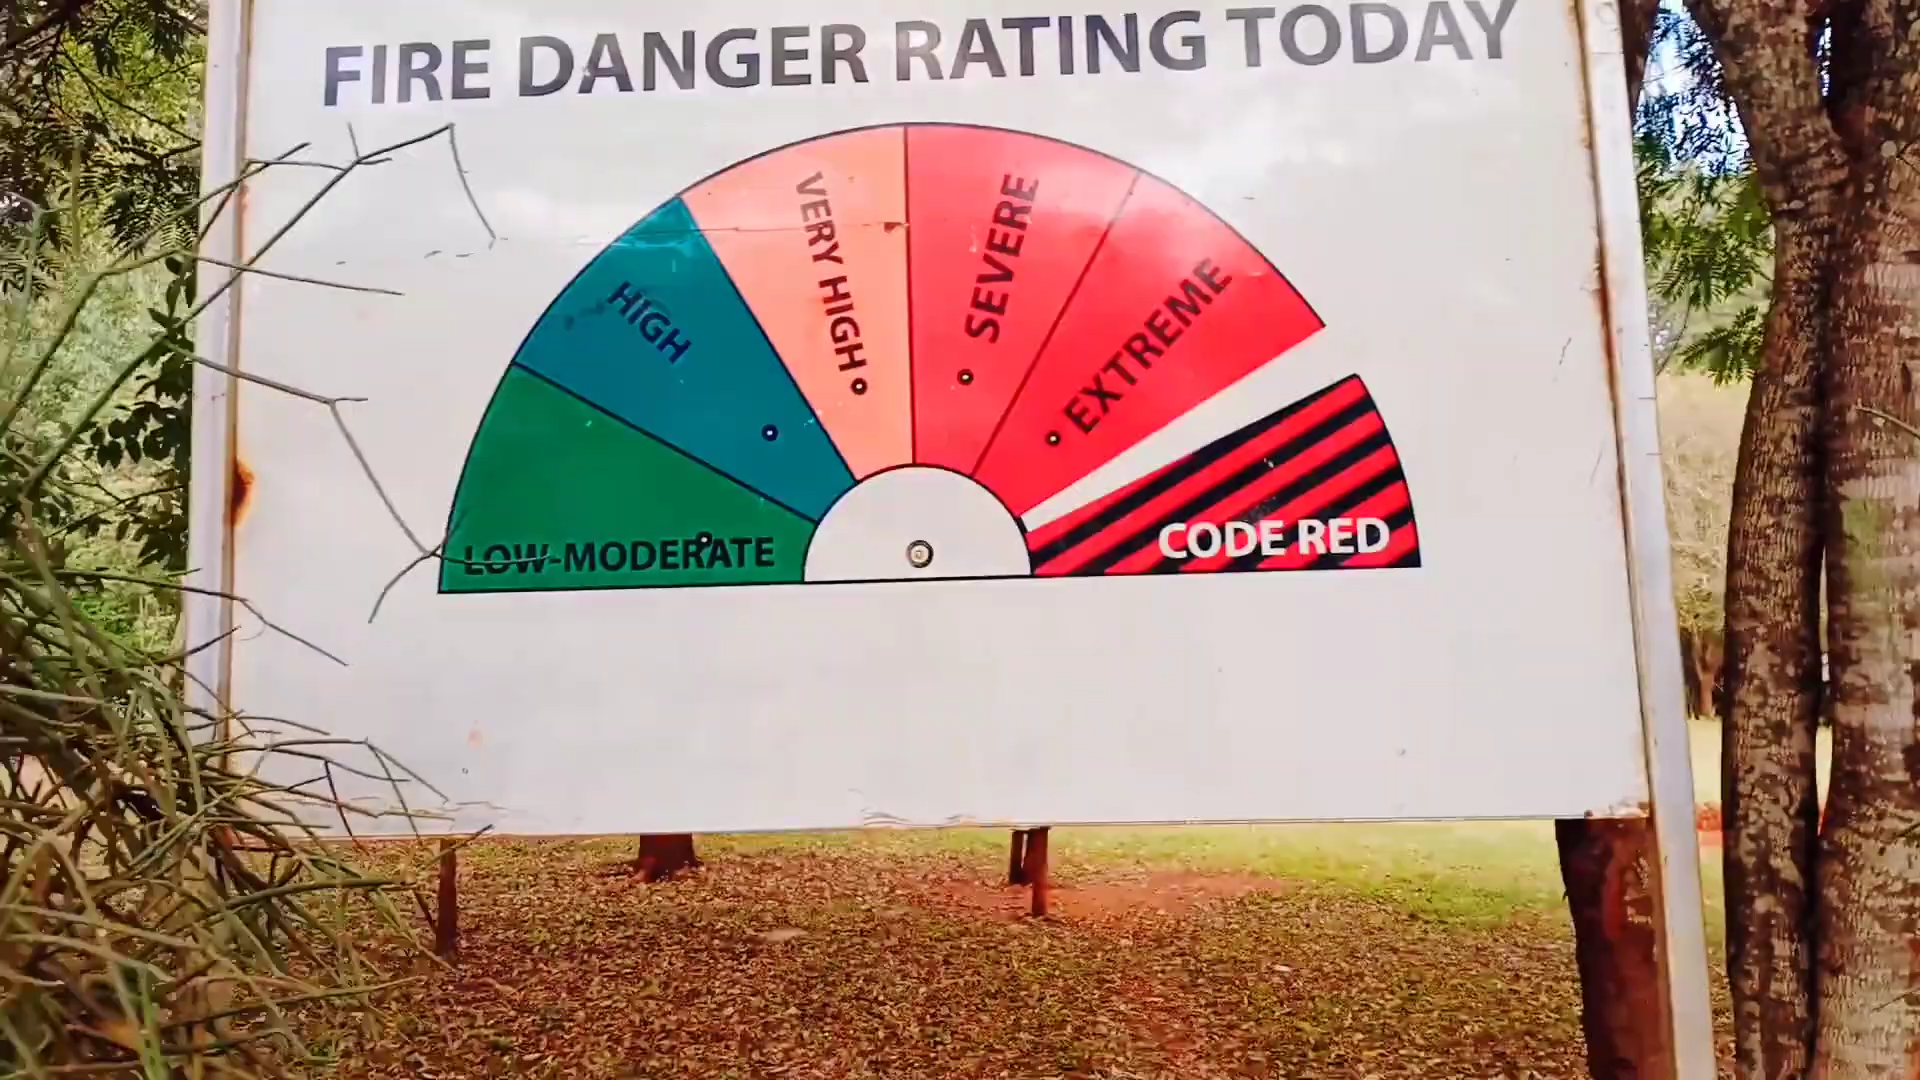 FIRE DANGER RATING TODAY
LOW-MODERATE
HIGH
VERY HIGH
SEVERE
EXTREME
CODE RED